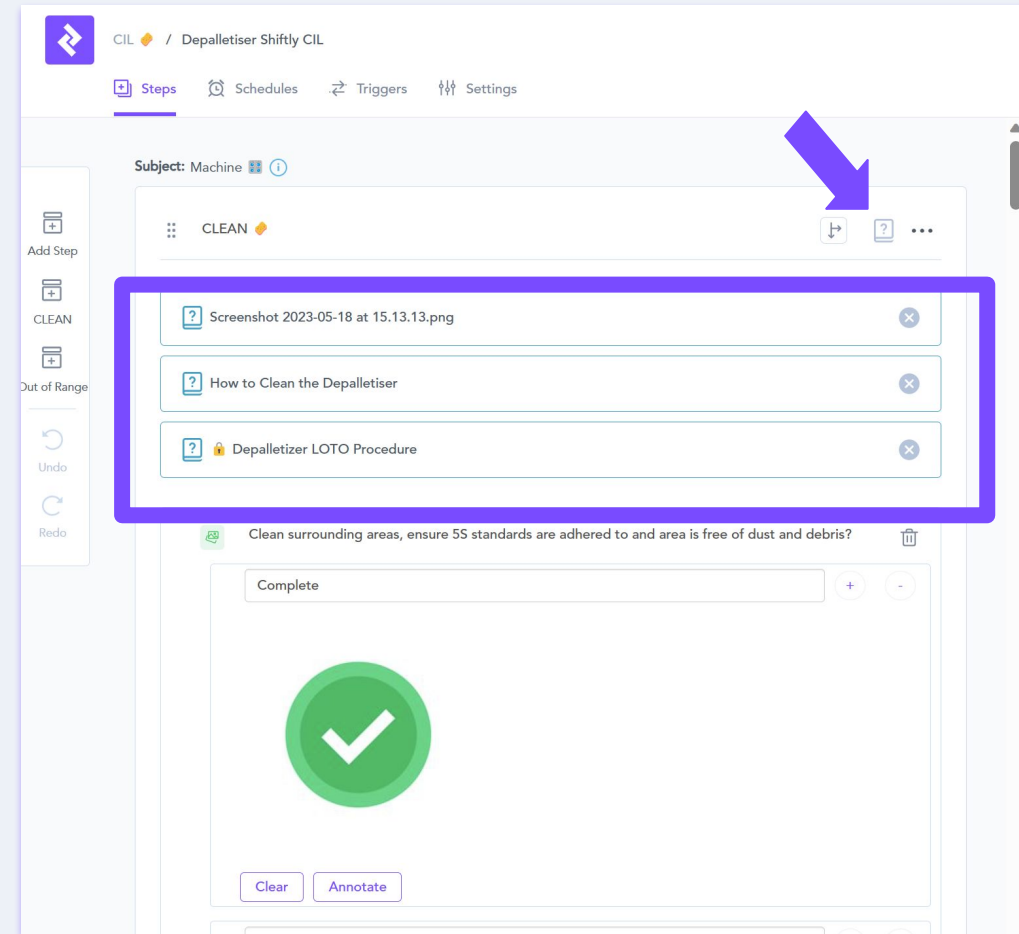 CIL / Depalletiser Shiftly CIL
Steps Schedules Triggers Settings
Subject: Machine
CLEAN
Add Step
CLEAN
Out of Range
Undo
Redo
Screenshot 2023-05-18 at 15.13.13.png
How to Clean the Depalletiser
Depalletizer LOTO Procedure
Clean surrounding areas, ensure 5S standards are adhered to and area is free of dust and debris?
Complete + -
Clear Annotate